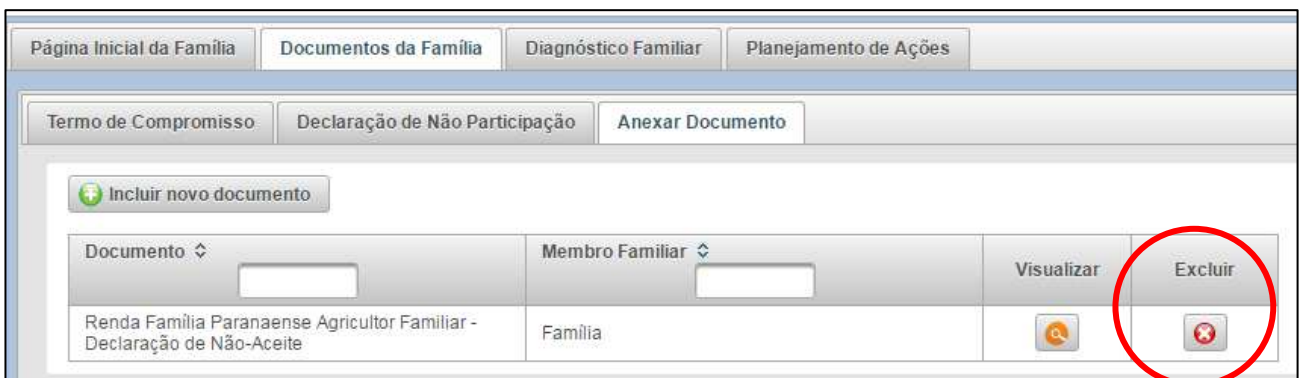 Página Inicial da Família Documentos da Família Diagnóstico Familiar Planejamento de Ações
Termo de Compromisso Declaração de Não Participação Anexar Documento
Incluir novo documento
Documento Membro Familiar Visualizar Excluir
Renda Família Paranaense Agricultor Familiar -
Declaração de Não-Aceite
Família